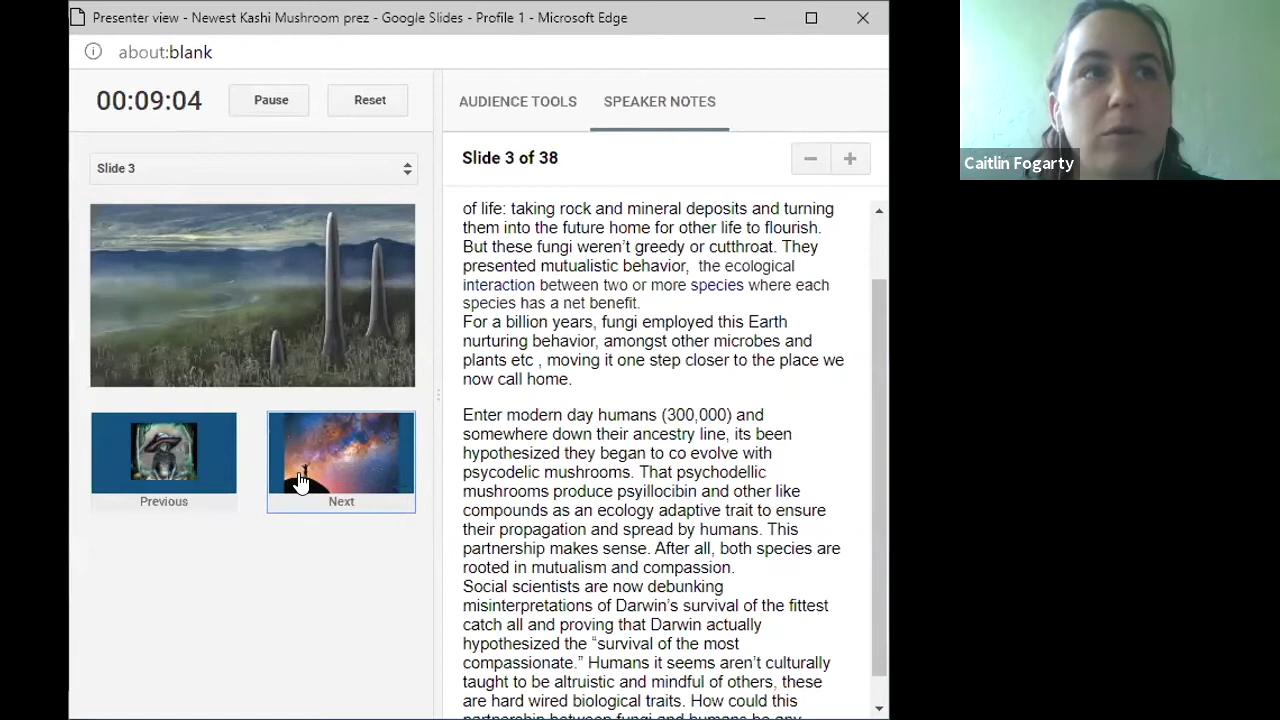 Presenter view - Newest Kashi Mushroom prez - Google Slides - Profile 1 - Microsoft Edge
about:blank
00:09:04
Pause
Reset
AUDIENCE TOOLS
SPEAKER NOTES
Slide 3
Slide 3 of 38
Previous
Next
of life: taking rock and mineral deposits and turning
them into the future home for other life to flourish.
But these fungi weren't greedy or cutthroat. They
presented mutualistic behavior,  the ecological
interaction between two or more species where each
species has a net benefit.
For a billion years, fungi employed this Earth
nurturing behavior, amongst other microbes and
plants etc , moving it one step closer to the place we
now call home.
Enter modern day humans (300,000) and
somewhere down their ancestry line, its been
hypothesized they began to co evolve with
psycodelic mushrooms. That psychodellic
mushrooms produce psyillocibin and other like
compounds as an ecology adaptive trait to ensure
their propagation and spread by humans. This
partnership makes sense. After all, both species are
rooted in mutualism and compassion.
Social scientists are now debunking
misinterpretations of Darwin's survival of the fittest
catch all and proving that Darwin actually
hypothesized the “survival of the most
compassionate.” Humans it seems aren't culturally
taught to be altruistic and mindful of others, these
are hard wired biological traits. How could this
partnership between fungi and humans be any
Caitlin Fogarty